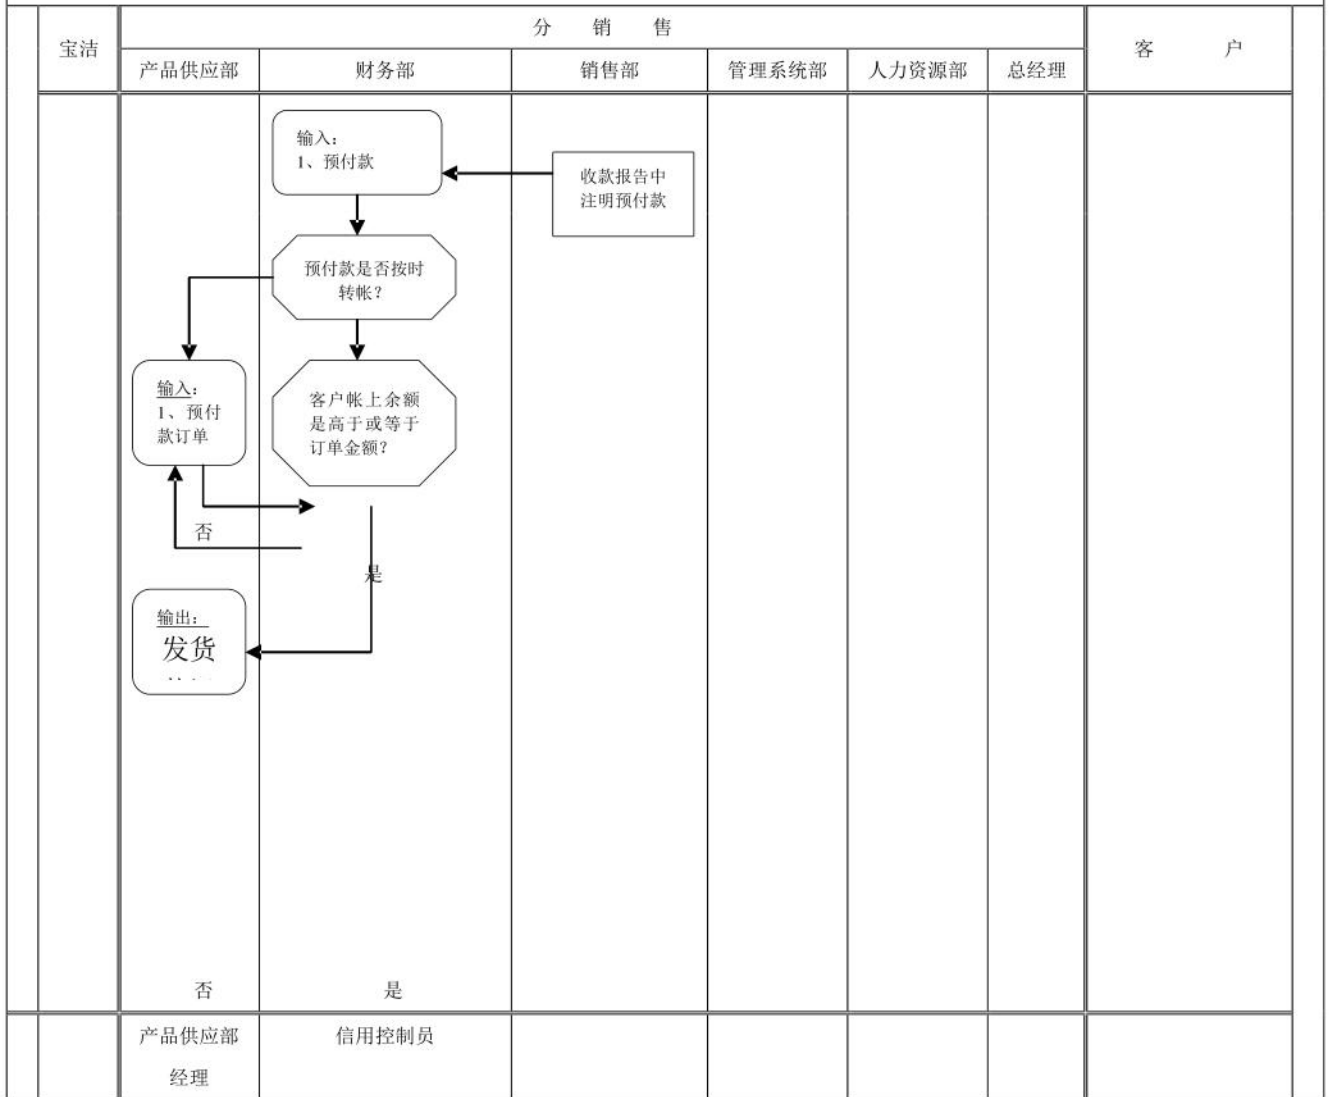 宝洁
分 销 售
客 户
产品供应部
财务部
销售部
管理系统部
人力资源部
总经理
输入：
1、预付款
收款报告中
注明预付款
预付款是否按时
转帐？
输入：
1、预付
款订单
客户帐上余额
是高于或等于
订单金额？
否
是
输出：
发货
否
是
产品供应部
经理
信用控制员